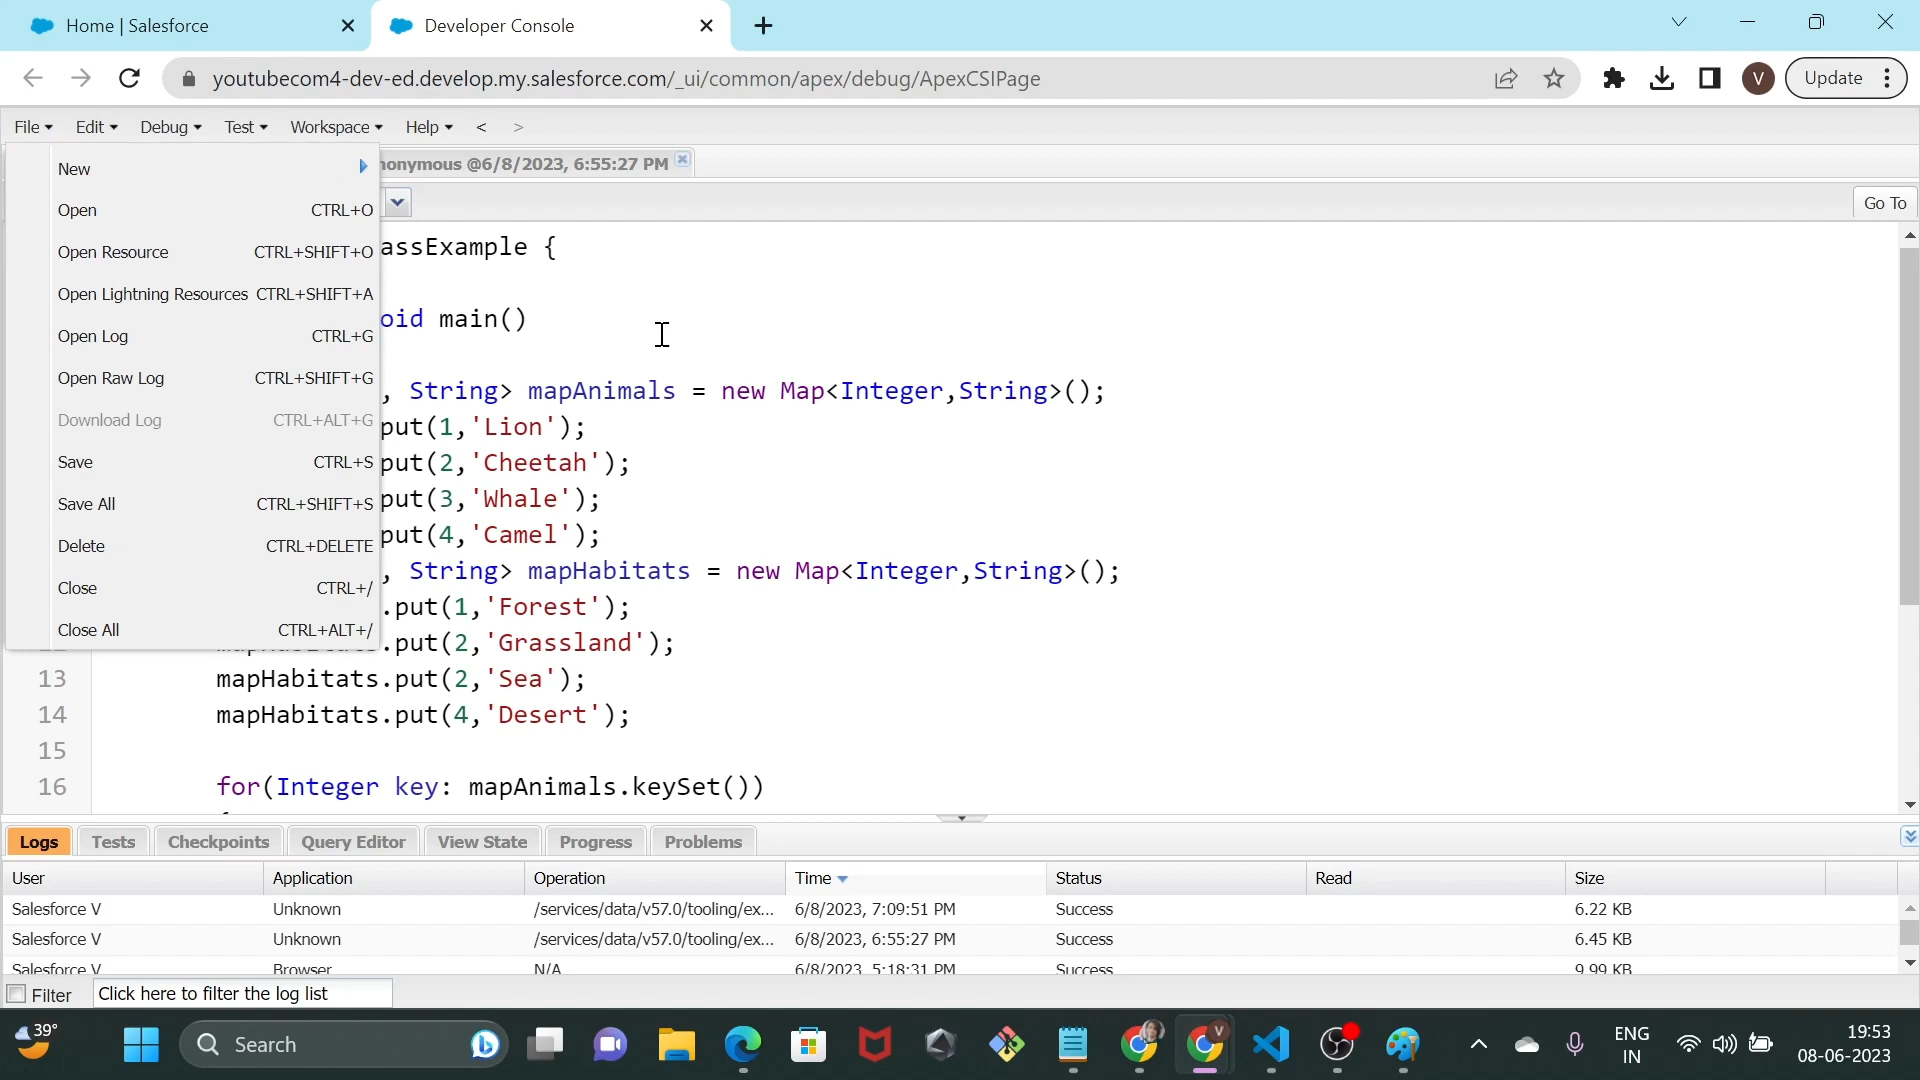 Home | Salesforce
Developer Console
youtubecom4-dev-ed.develop.my.salesforce.com/_ui/common/apex/debug/ApexCSIPage
V
Update
File Edit Debug Test Workspace Help < >
nonymous @6/8/2023, 6:55:27 PM
New
Open CTRL+O
Open Resource CTRL+SHIFT+O
Open Lightning Resources CTRL+SHIFT+A
Open Log CTRL+G
Open Raw Log CTRL+SHIFT+G
Download Log CTRL+ALT+G
Save CTRL+S
Save All CTRL+SHIFT+S
Delete CTRL+DELETE
Close CTRL+/
Close All CTRL+ALT+/
Go To
assExample {
oid main()
, String> mapAnimals = new Map<Integer,String>();
put(1,'Lion');
put(2,'Cheetah');
put(3,'Whale');
put(4,'Camel');
, String> mapHabitats = new Map<Integer,String>();
.put(1,'Forest');
.put(2,'Grassland');
13 mapHabitats.put(2,'Sea');
14 mapHabitats.put(4,'Desert');
15
16 for(Integer key: mapAnimals.keySet())
Logs Tests Checkpoints Query Editor View State Progress Problems
User Application Operation Time Status Read Size
Salesforce V Unknown /services/data/v57.0/tooling/ex... 6/8/2023, 7:09:51 PM Success 6.22 KB
Salesforce V Unknown /services/data/v57.0/tooling/ex... 6/8/2023, 6:55:27 PM Success 6.45 KB
Salesforce V Browser N/A 6/8/2023, 5:18:31 PM Success 9.99 KB
Filter Click here to filter the log list
39°
Search
V
ENG
IN
19:53
08-06-2023